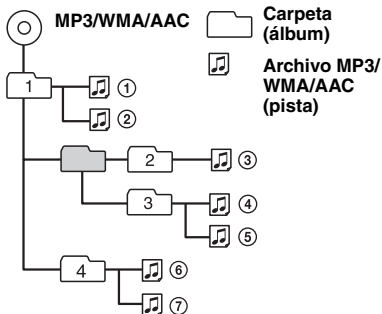 MP3/WMA/AAC
Carpeta
(álbum)
Archivo MP3/
WMA/AAC
(pista)
1
①
②
2
③
3
④
⑤
4
⑥
⑦